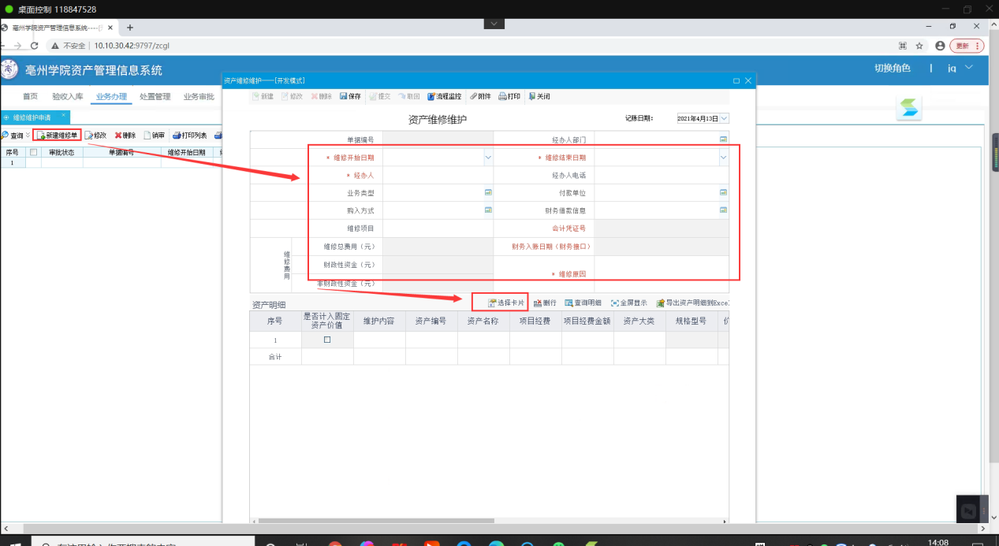 桌面控制 118847528
亳州学院资产管理信息系统----[
不安全 10.10.30.42:9797/zcgl 更新
亳州学院资产管理信息系统 切换角色 | jq
首页 验收入库 业务办理 处置管理 业务审批
维修维护申请
查询 新建维修单 修改 删除 销审 打印列表
序号 审批状态 单据编号 维修开始日期
1
资产维修维护----[开发模式]
新建 修改 删除 保存 提交 取回 流程监控 附件 打印 关闭
资产维修维护 记账日期: 2021年4月13日
单据编号 经办人部门
* 维修开始日期 * 维修结束日期
* 经办人 经办人电话
业务类型 付款单位
购入方式 财务借款信息
维修项目 会计凭证号
维修费用
维修总费用（元） 财务入账日期（财务接口）
财政性资金（元）
* 维修原因
非财政性资金（元）
资产明细 选择卡片 删行 查询明细 全屏显示 导出资产明细到Exce
序号 是否计入固定资产价值 维护内容 资产编号 资产名称 项目经费 项目经费金额 资产大类 规格型号
1
合计
在这里输入你要搜索的内容
14:08